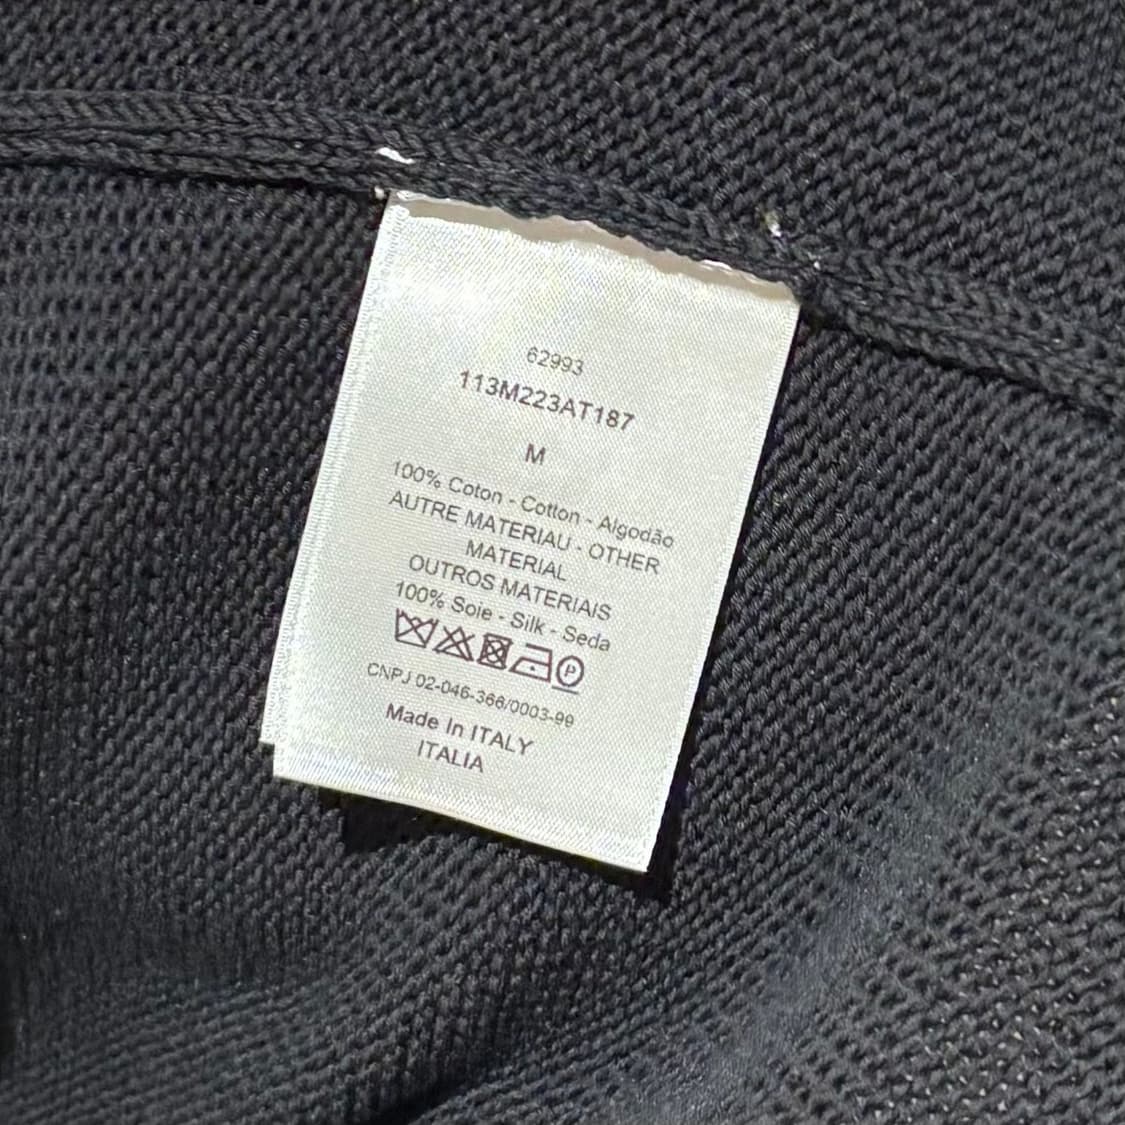 62993
113M223AT187
M
100% Coton - Cotton - Algodão
AUTRE MATERIAU - OTHER
MATERIAL
OUTROS MATERIAIS
100% Soie - Silk - Seda
P
CNPJ 02-046-366/0003-99
Made In ITALY
ITALIA